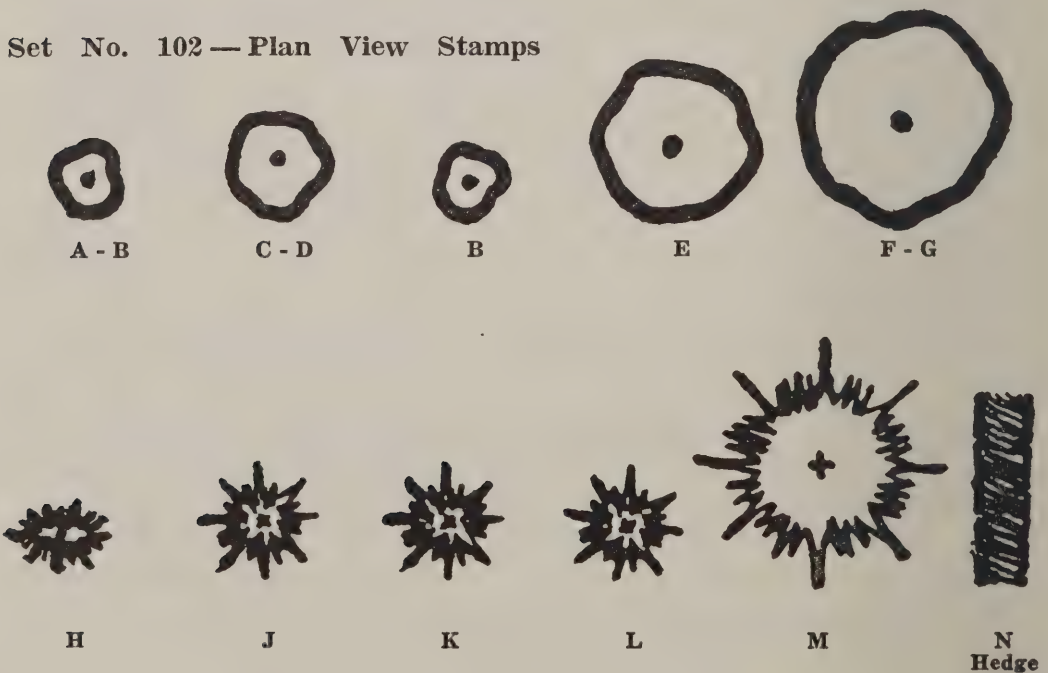 Set No. 102 — Plan View Stamps
A - B C - D B E F - G
H J K L M N
Hedge